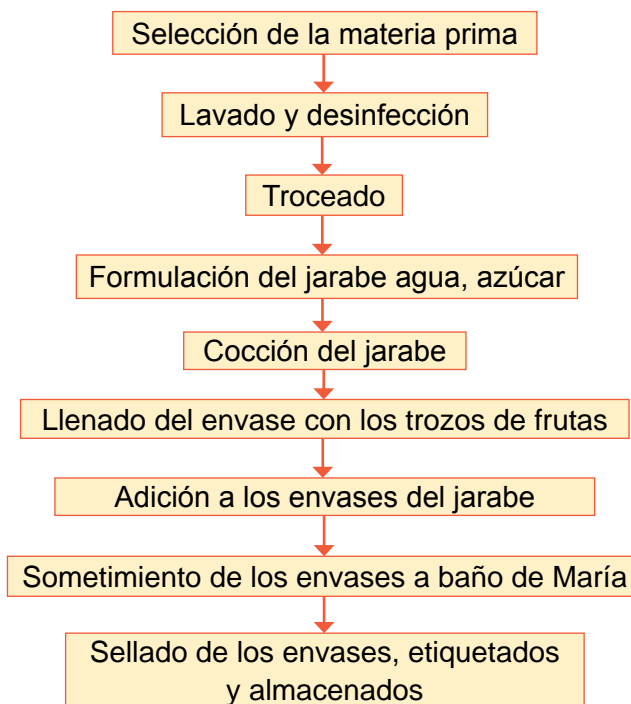 Selección de la materia prima
Lavado y desinfección
Troceado
Formulación del jarabe agua, azúcar
Cocción del jarabe
Llenado del envase con los trozos de frutas
Adición a los envases del jarabe
Sometimiento de los envases a baño de María
Sellado de los envases, etiquetados
y almacenados